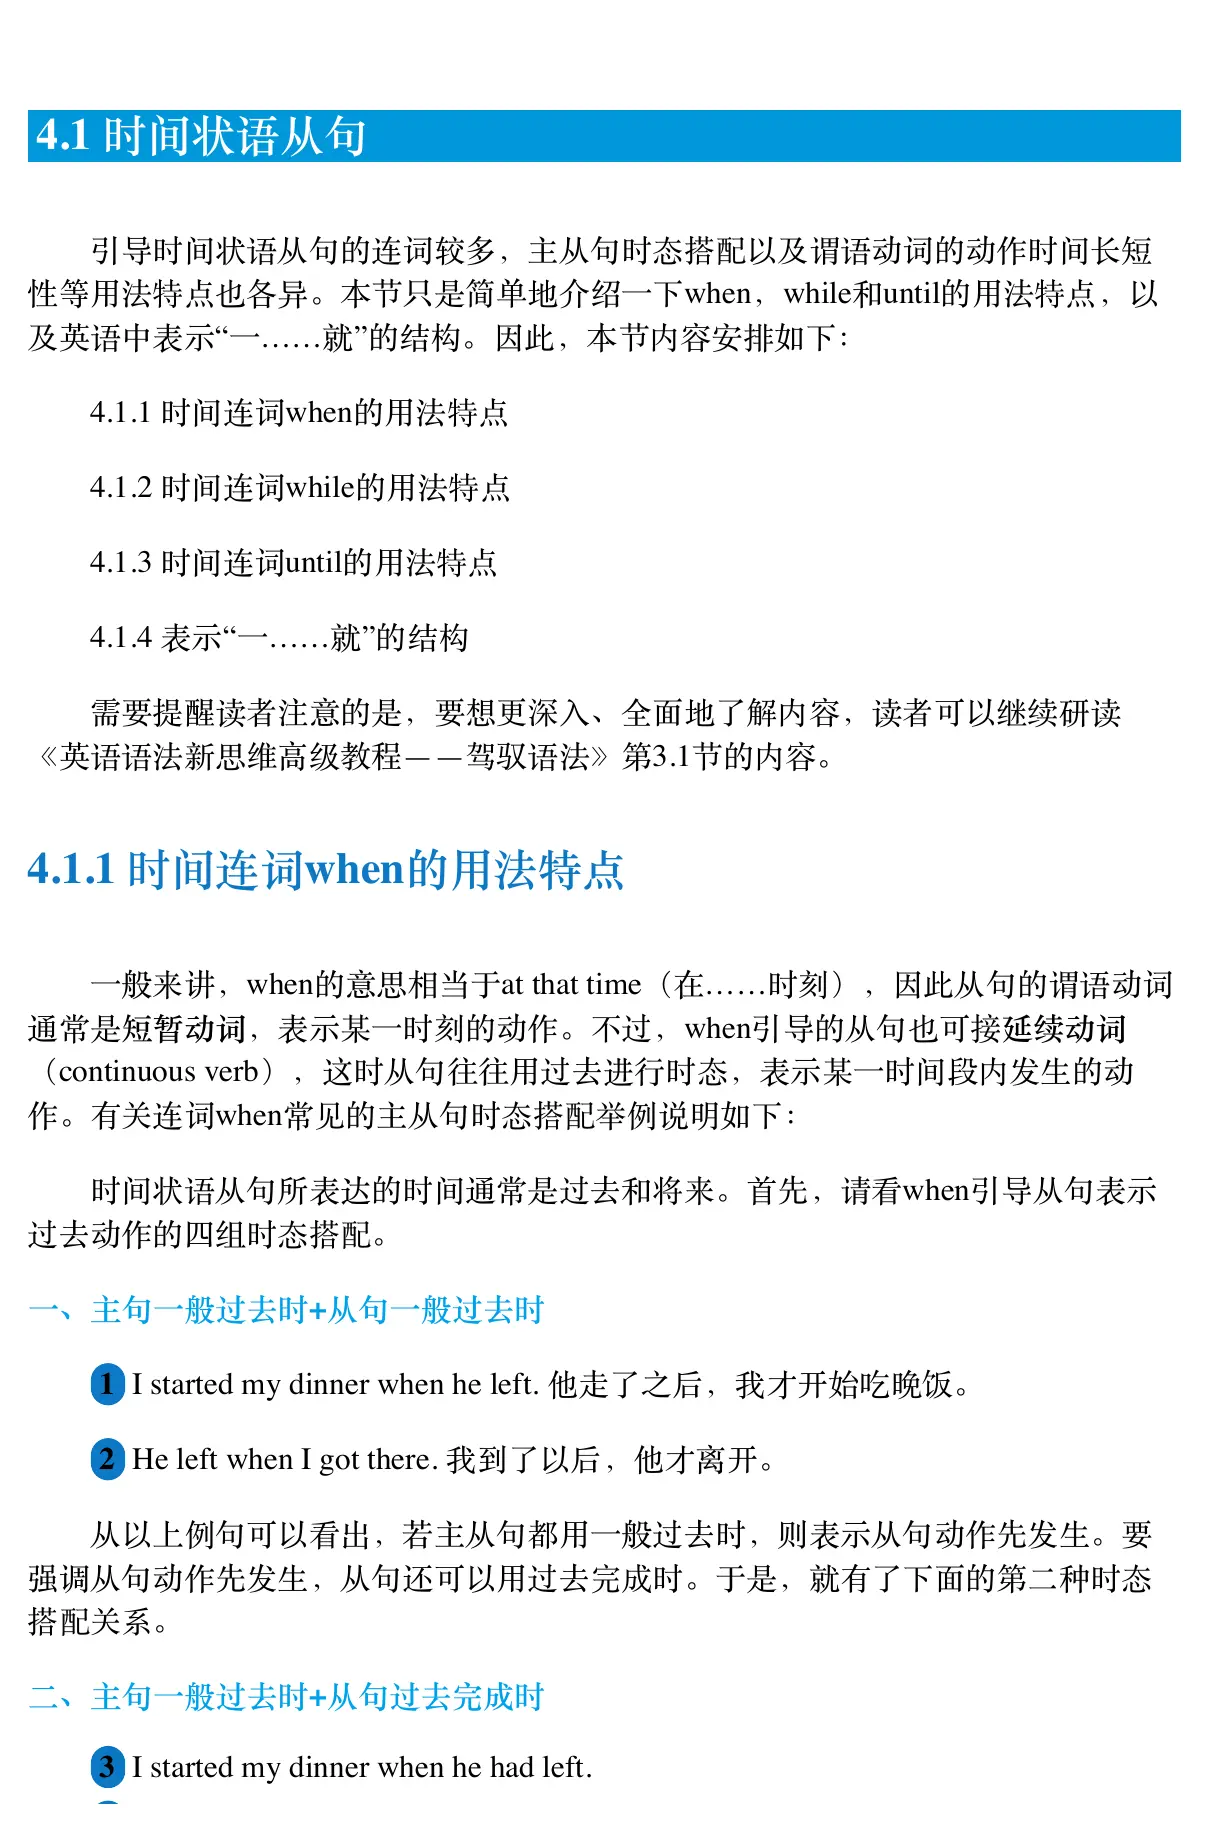 4.1 时间状语从句
引导时间状语从句的连词较多，主从句时态搭配以及谓语动词的动作时间长短
性等用法特点也各异。本节只是简单地介绍一下when，while和until的用法特点，以
及英语中表示“一……就”的结构。因此，本节内容安排如下：
4.1.1 时间连词when的用法特点
4.1.2 时间连词while的用法特点
4.1.3 时间连词until的用法特点
4.1.4 表示“一……就”的结构
需要提醒读者注意的是，要想更深入、全面地了解内容，读者可以继续研读
《英语语法新思维高级教程——驾驭语法》第3.1节的内容。
4.1.1 时间连词when的用法特点
一般来讲，when的意思相当于at that time（在……时刻），因此从句的谓语动词
通常是短暂动词，表示某一时刻的动作。不过，when引导的从句也可接延续动词
（continuous verb），这时从句往往用过去进行时态，表示某一时间段内发生的动
作。有关连词when常见的主从句时态搭配举例说明如下：
时间状语从句所表达的时间通常是过去和将来。首先，请看when引导从句表示
过去动作的四组时态搭配。
一、主句一般过去时+从句一般过去时
1 I started my dinner when he left. 他走了之后，我才开始吃晚饭。
2 He left when I got there. 我到了以后，他才离开。
从以上例句可以看出，若主从句都用一般过去时，则表示从句动作先发生。要
强调从句动作先发生，从句还可以用过去完成时。于是，就有了下面的第二种时态
搭配关系。
二、主句一般过去时+从句过去完成时
3 I started my dinner when he had left.